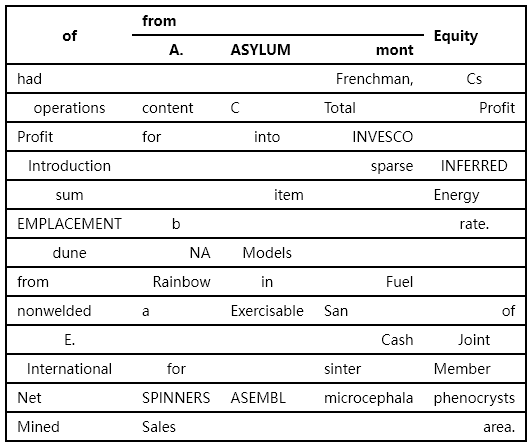 of from Equity
A. ASYLUM mont
had Frenchman, Cs
operations content C Total Profit
Profit for into INVESCO
Introduction sparse INFERRED
sum item Energy
EMPLACEMENT b rate.
dune NA Models
from Rainbow in Fuel
nonwelded a Exercisable San of
E. Cash Joint
International for sinter Member
Net SPINNERS ASEMBL microcephala phenocrysts
Mined Sales area.